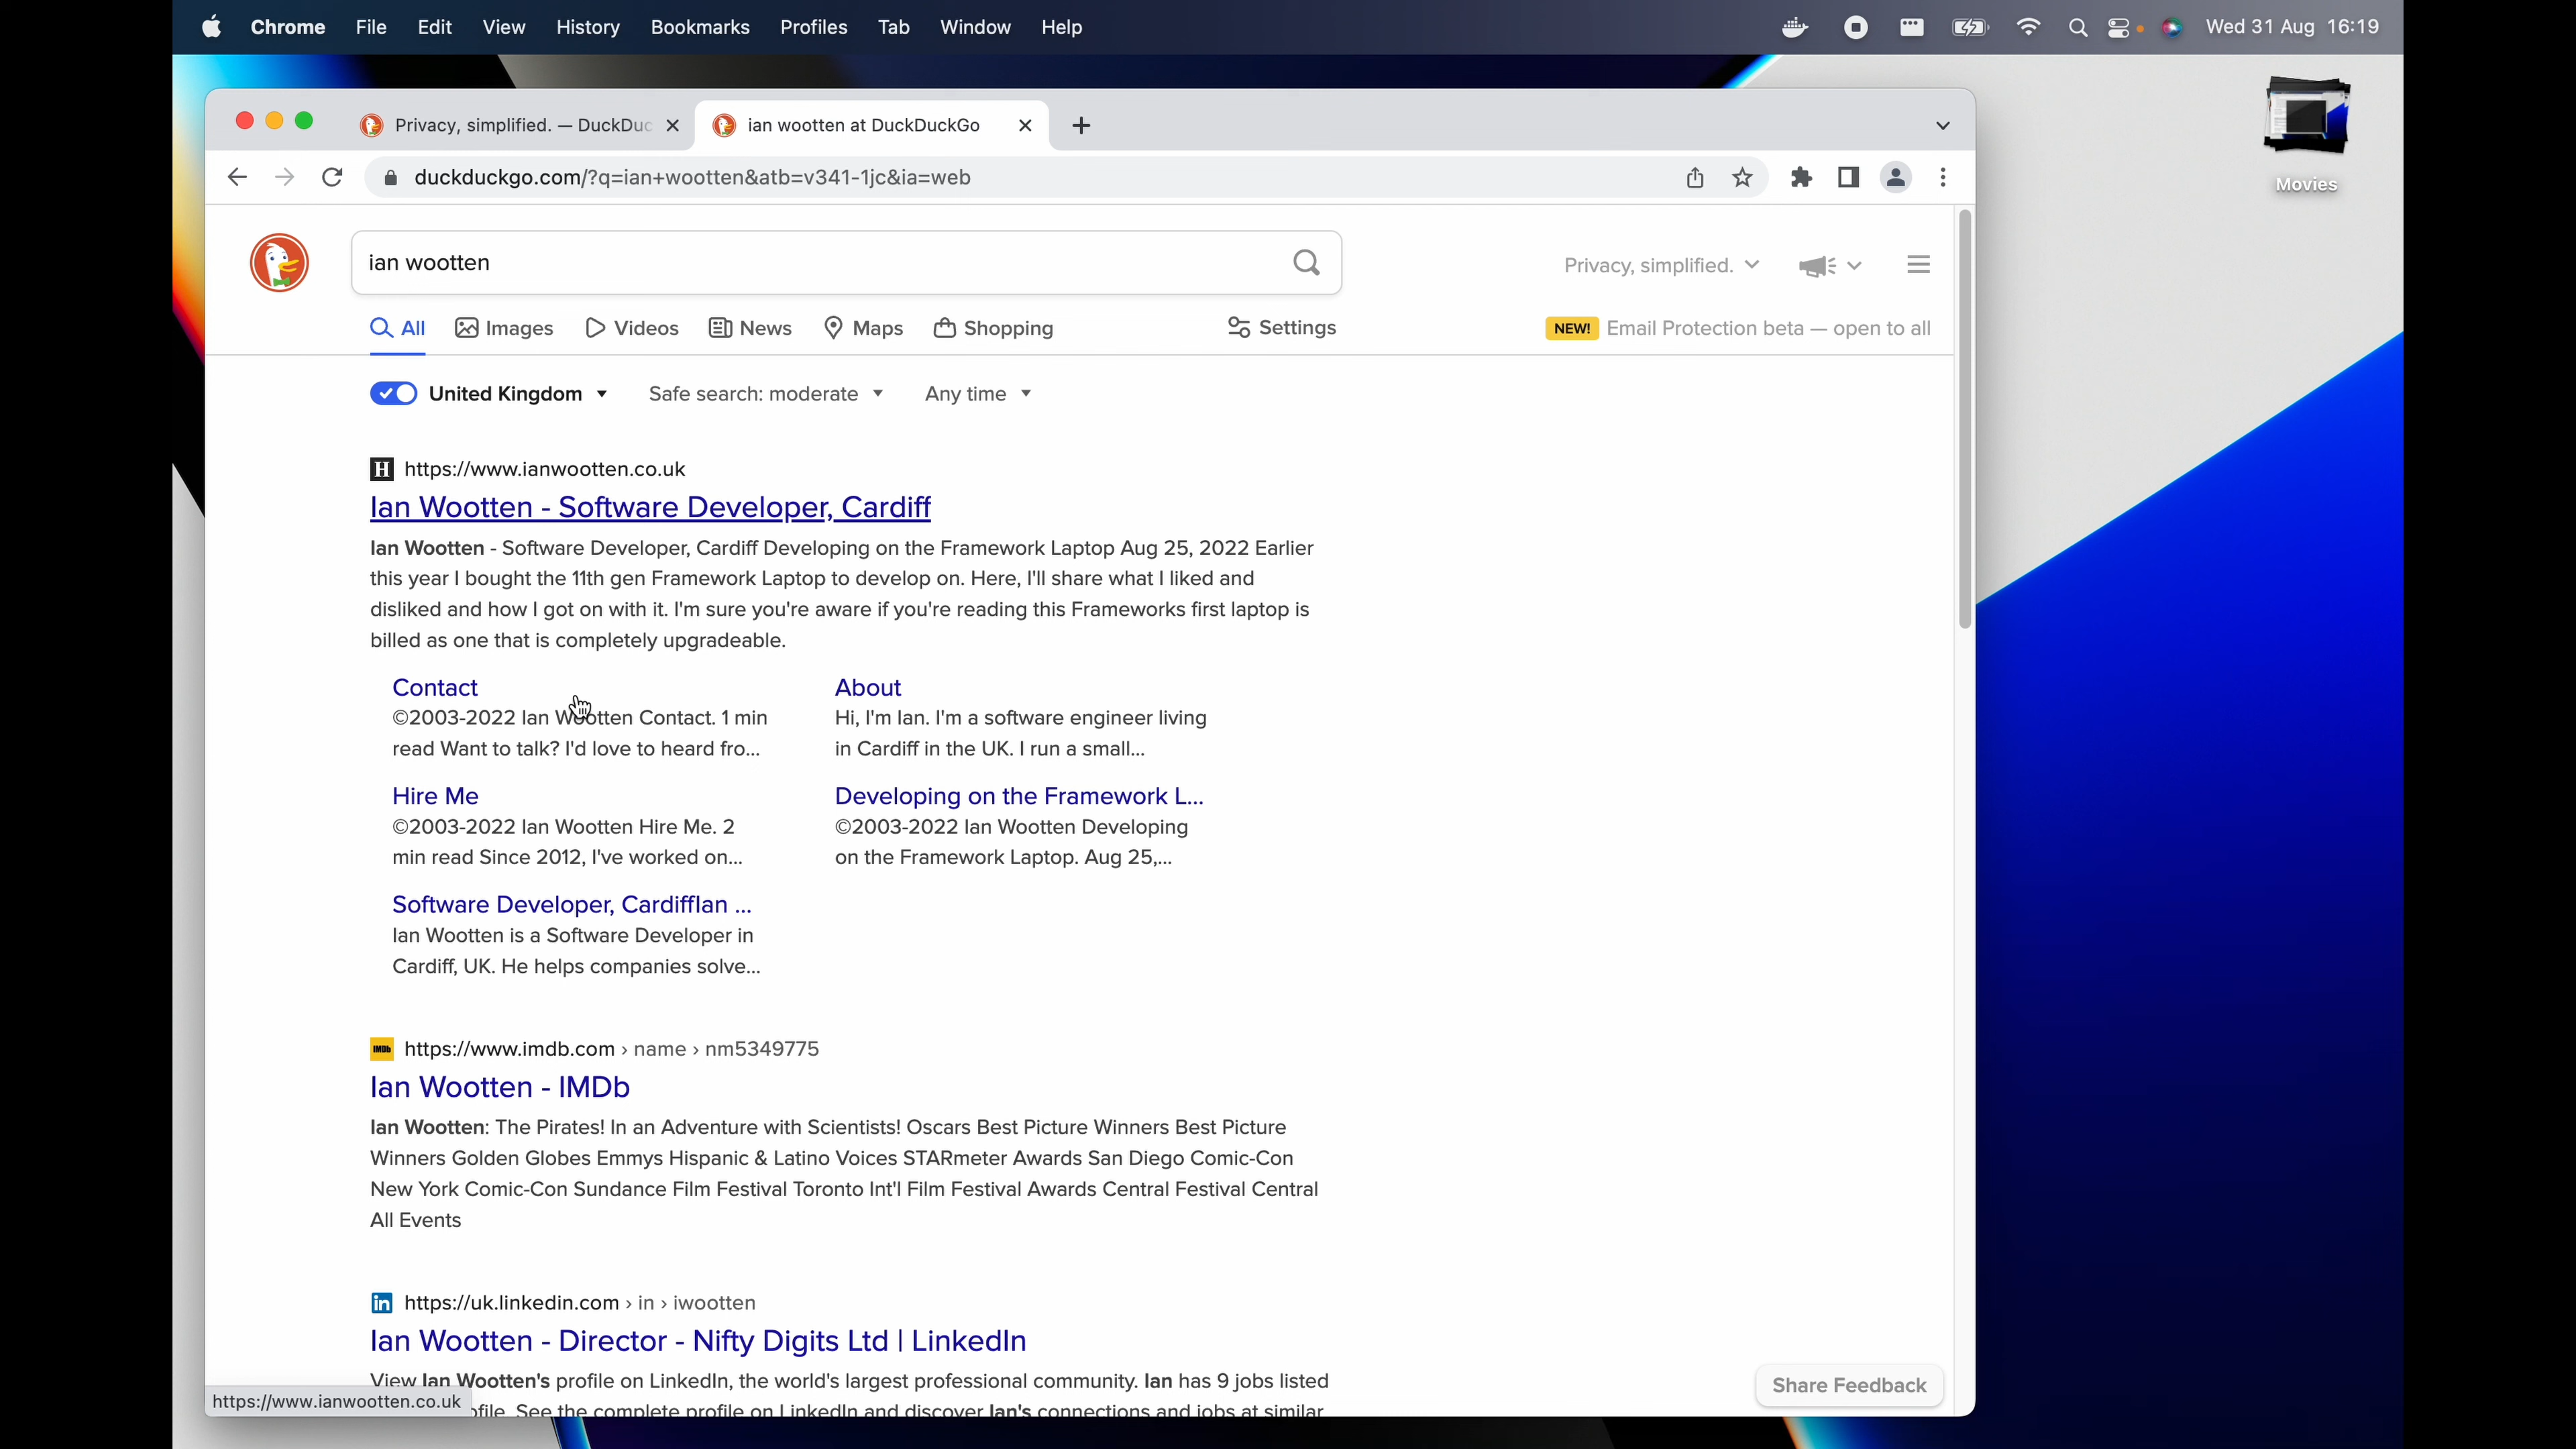 Chrome File Edit View History Bookmarks Profiles Tab Window Help Wed 31 Aug 16:19
Movies
Privacy, simplified. — DuckDuc ian wootten at DuckDuckGo
duckduckgo.com/?q=ian+wootten&atb=v341-1jc&ia=web
ian wootten Privacy, simplified.
All Images Videos News Maps Shopping Settings NEW! Email Protection beta — open to all
United Kingdom Safe search: moderate Any time
H https://www.ianwootten.co.uk
Ian Wootten - Software Developer, Cardiff
Ian Wootten - Software Developer, Cardiff Developing on the Framework Laptop Aug 25, 2022 Earlier
this year I bought the 11th gen Framework Laptop to develop on. Here, I'll share what I liked and
disliked and how I got on with it. I'm sure you're aware if you're reading this Frameworks first laptop is
billed as one that is completely upgradeable.
Contact
©2003-2022 Ian Wootten Contact. 1 min
read Want to talk? I'd love to heard fro...
About
Hi, I'm Ian. I'm a software engineer living
in Cardiff in the UK. I run a small...
Hire Me
©2003-2022 Ian Wootten Hire Me. 2
min read Since 2012, I've worked on...
Developing on the Framework L...
©2003-2022 Ian Wootten Developing
on the Framework Laptop. Aug 25,...
Software Developer, CardiffIan ...
Ian Wootten is a Software Developer in
Cardiff, UK. He helps companies solve...
IMDb https://www.imdb.com › name › nm5349775
Ian Wootten - IMDb
Ian Wootten: The Pirates! In an Adventure with Scientists! Oscars Best Picture Winners Best Picture
Winners Golden Globes Emmys Hispanic & Latino Voices STARmeter Awards San Diego Comic-Con
New York Comic-Con Sundance Film Festival Toronto Int'l Film Festival Awards Central Festival Central
All Events
in https://uk.linkedin.com › in › iwootten
Ian Wootten - Director - Nifty Digits Ltd | LinkedIn
View Ian Wootten's profile on LinkedIn, the world's largest professional community. Ian has 9 jobs listed
ofile. See the complete profile on LinkedIn and discover Ian's connections and jobs at similar
Share Feedback
https://www.ianwootten.co.uk